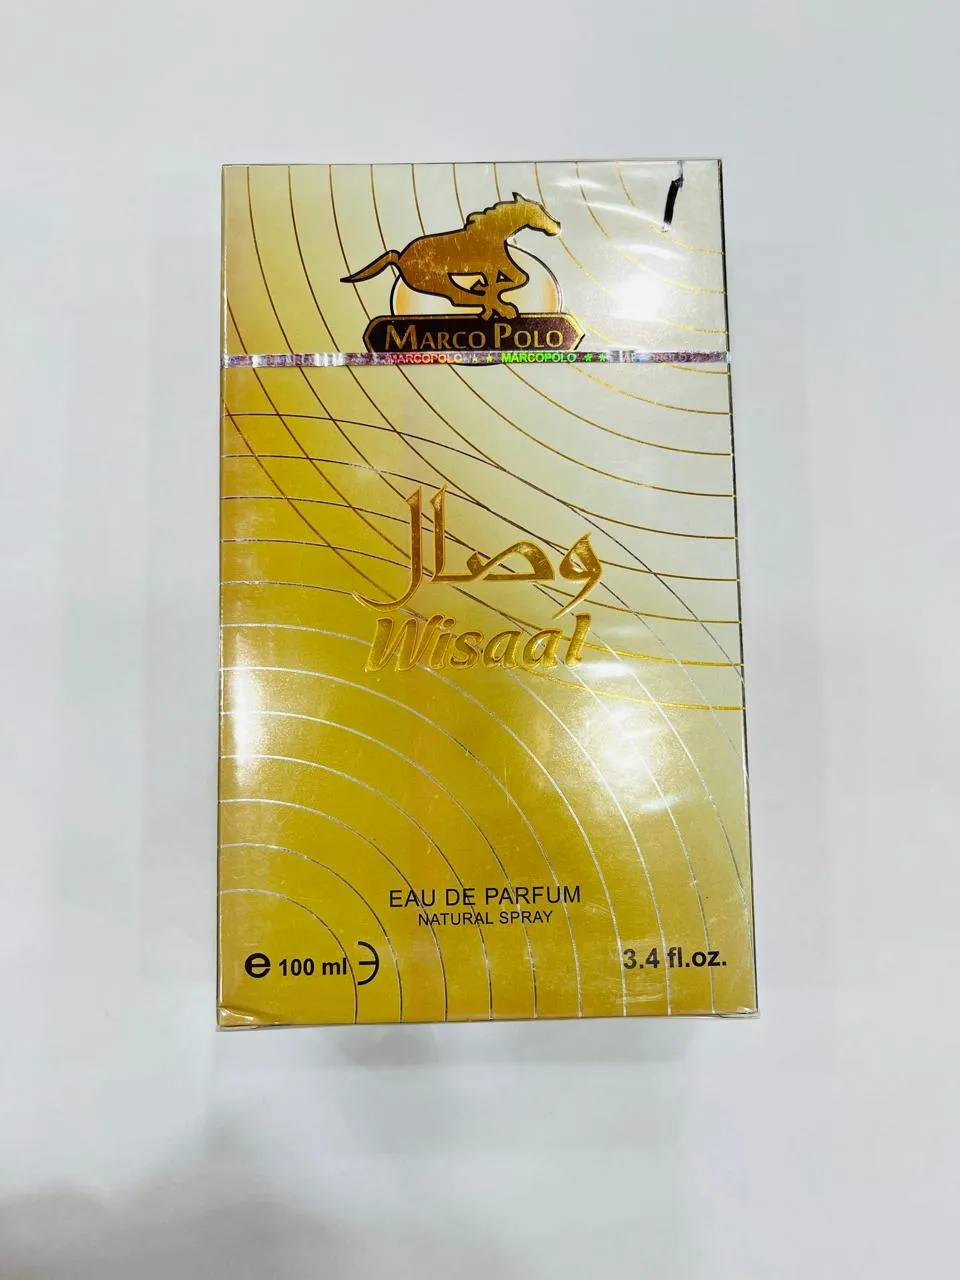 MARCO POLO
MARCOPOLO ★ ★ MARCOPOLO ★ ★
وصال
Wisaal
EAU DE PARFUM
NATURAL SPRAY
e 100 ml
3.4 fl.oz.